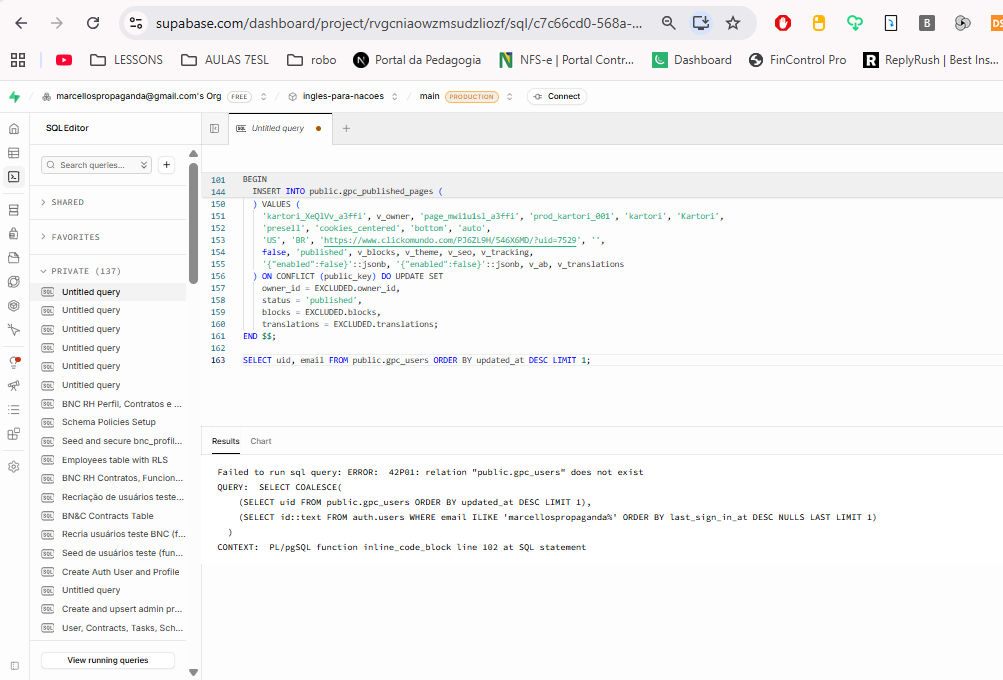 supabase.com/dashboard/project/rvgcniaowzmsudzliozf/sql/c7c66cd0-568a-...
LESSONS
AULAS 7ESL
robo
Portal da Pedagogia
NFS-e | Portal Contr...
Dashboard
FinControl Pro
ReplyRush | Best Ins...
marcellospropaganda@gmail.com's Org FREE / ingles-para-nacoes / main PRODUCTION Connect
SQL Editor
Untitled query
Search queries...
SHARED
FAVORITES
PRIVATE (137)
Untitled query
Untitled query
Untitled query
Untitled query
Untitled query
Untitled query
BNC RH Perfil, Contratos e ...
Schema Policies Setup
Seed and secure bnc_profil...
Employees table with RLS
BNC RH Contratos, Funcion...
Recriação de usuários teste...
BN&C Contracts Table
Recria usuários teste BNC (f...
Seed de usuários teste (fun...
Create Auth User and Profile
Untitled query
Create and upsert admin pr...
User, Contracts, Tasks, Sch...
View running queries
101 BEGIN
144 INSERT INTO public.gpc_published_pages (
150 ) VALUES (
151 'kartori_XeQlVv_a3ffi', v_owner, 'page_mwi1u1sl_a3ffi', 'prod_kartori_001', 'kartori', 'Kartori',
152 'presell', 'cookies_centered', 'bottom', 'auto',
153 'US', 'BR', 'https://www.clickomundo.com/PJ6ZL9H/546XGMD/?uid=7529', '',
154 false, 'published', v_blocks, v_theme, v_seo, v_tracking,
155 '{"enabled":false}'::jsonb, '{"enabled":false}'::jsonb, v_ab, v_translations
156 ) ON CONFLICT (public_key) DO UPDATE SET
157 owner_id = EXCLUDED.owner_id,
158 status = 'published',
159 blocks = EXCLUDED.blocks,
160 translations = EXCLUDED.translations;
161 END $$;
162
163 SELECT uid, email FROM public.gpc_users ORDER BY updated_at DESC LIMIT 1;
Results Chart
Failed to run sql query: ERROR: 42P01: relation "public.gpc_users" does not exist
QUERY: SELECT COALESCE(
(SELECT uid FROM public.gpc_users ORDER BY updated_at DESC LIMIT 1),
(SELECT id::text FROM auth.users WHERE email ILIKE 'marcellospropaganda%' ORDER BY last_sign_in_at DESC NULLS LAST LIMIT 1)
)
CONTEXT: PL/pgSQL function inline_code_block line 102 at SQL statement